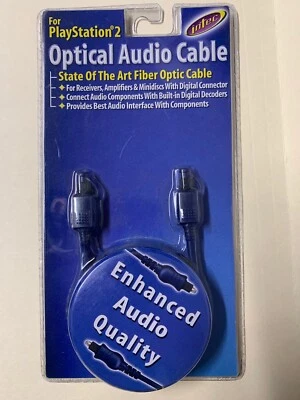 For
PlayStation®2
intec
Optical Audio Cable
State Of The Art Fiber Optic Cable
For Receivers, Amplifiers & Minidiscs With Digital Connector
Connect Audio Components With Built-in Digital Decoders
Provides Best Audio Interface With Components
Enhanced
Audio
Quality